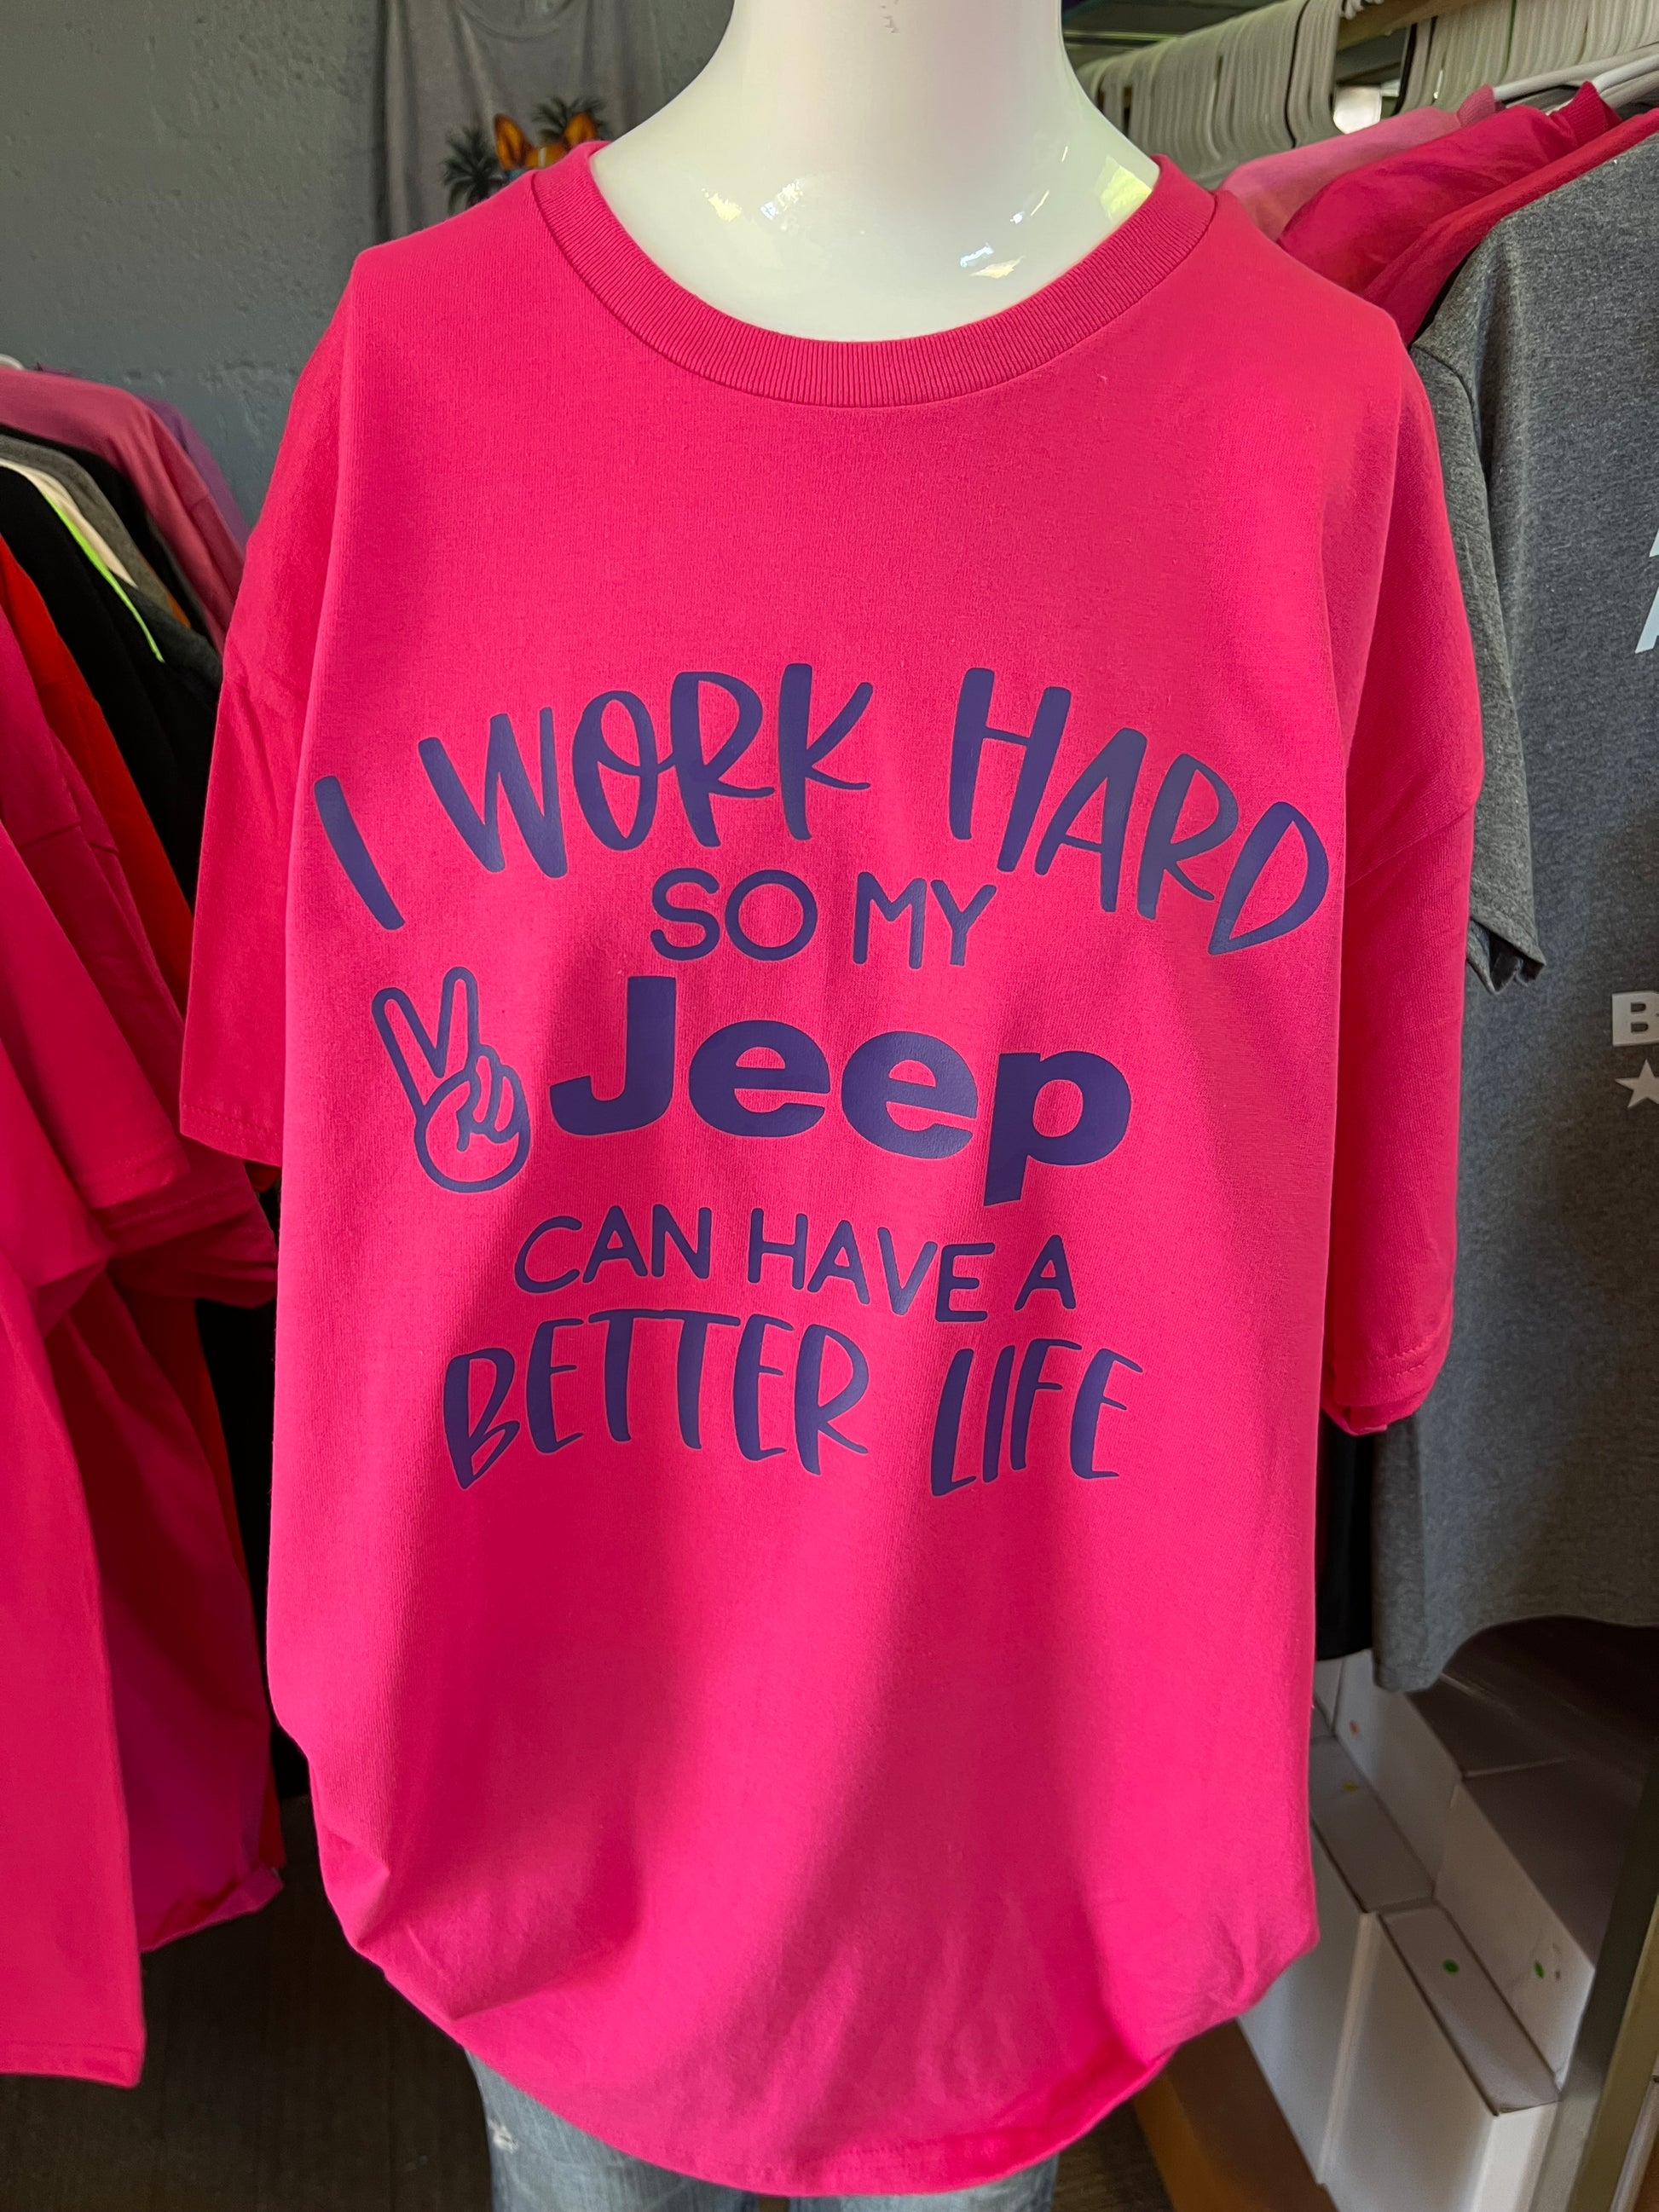 I WORK HARD
SO MY
Jeep
CAN HAVE A
BETTER LIFE